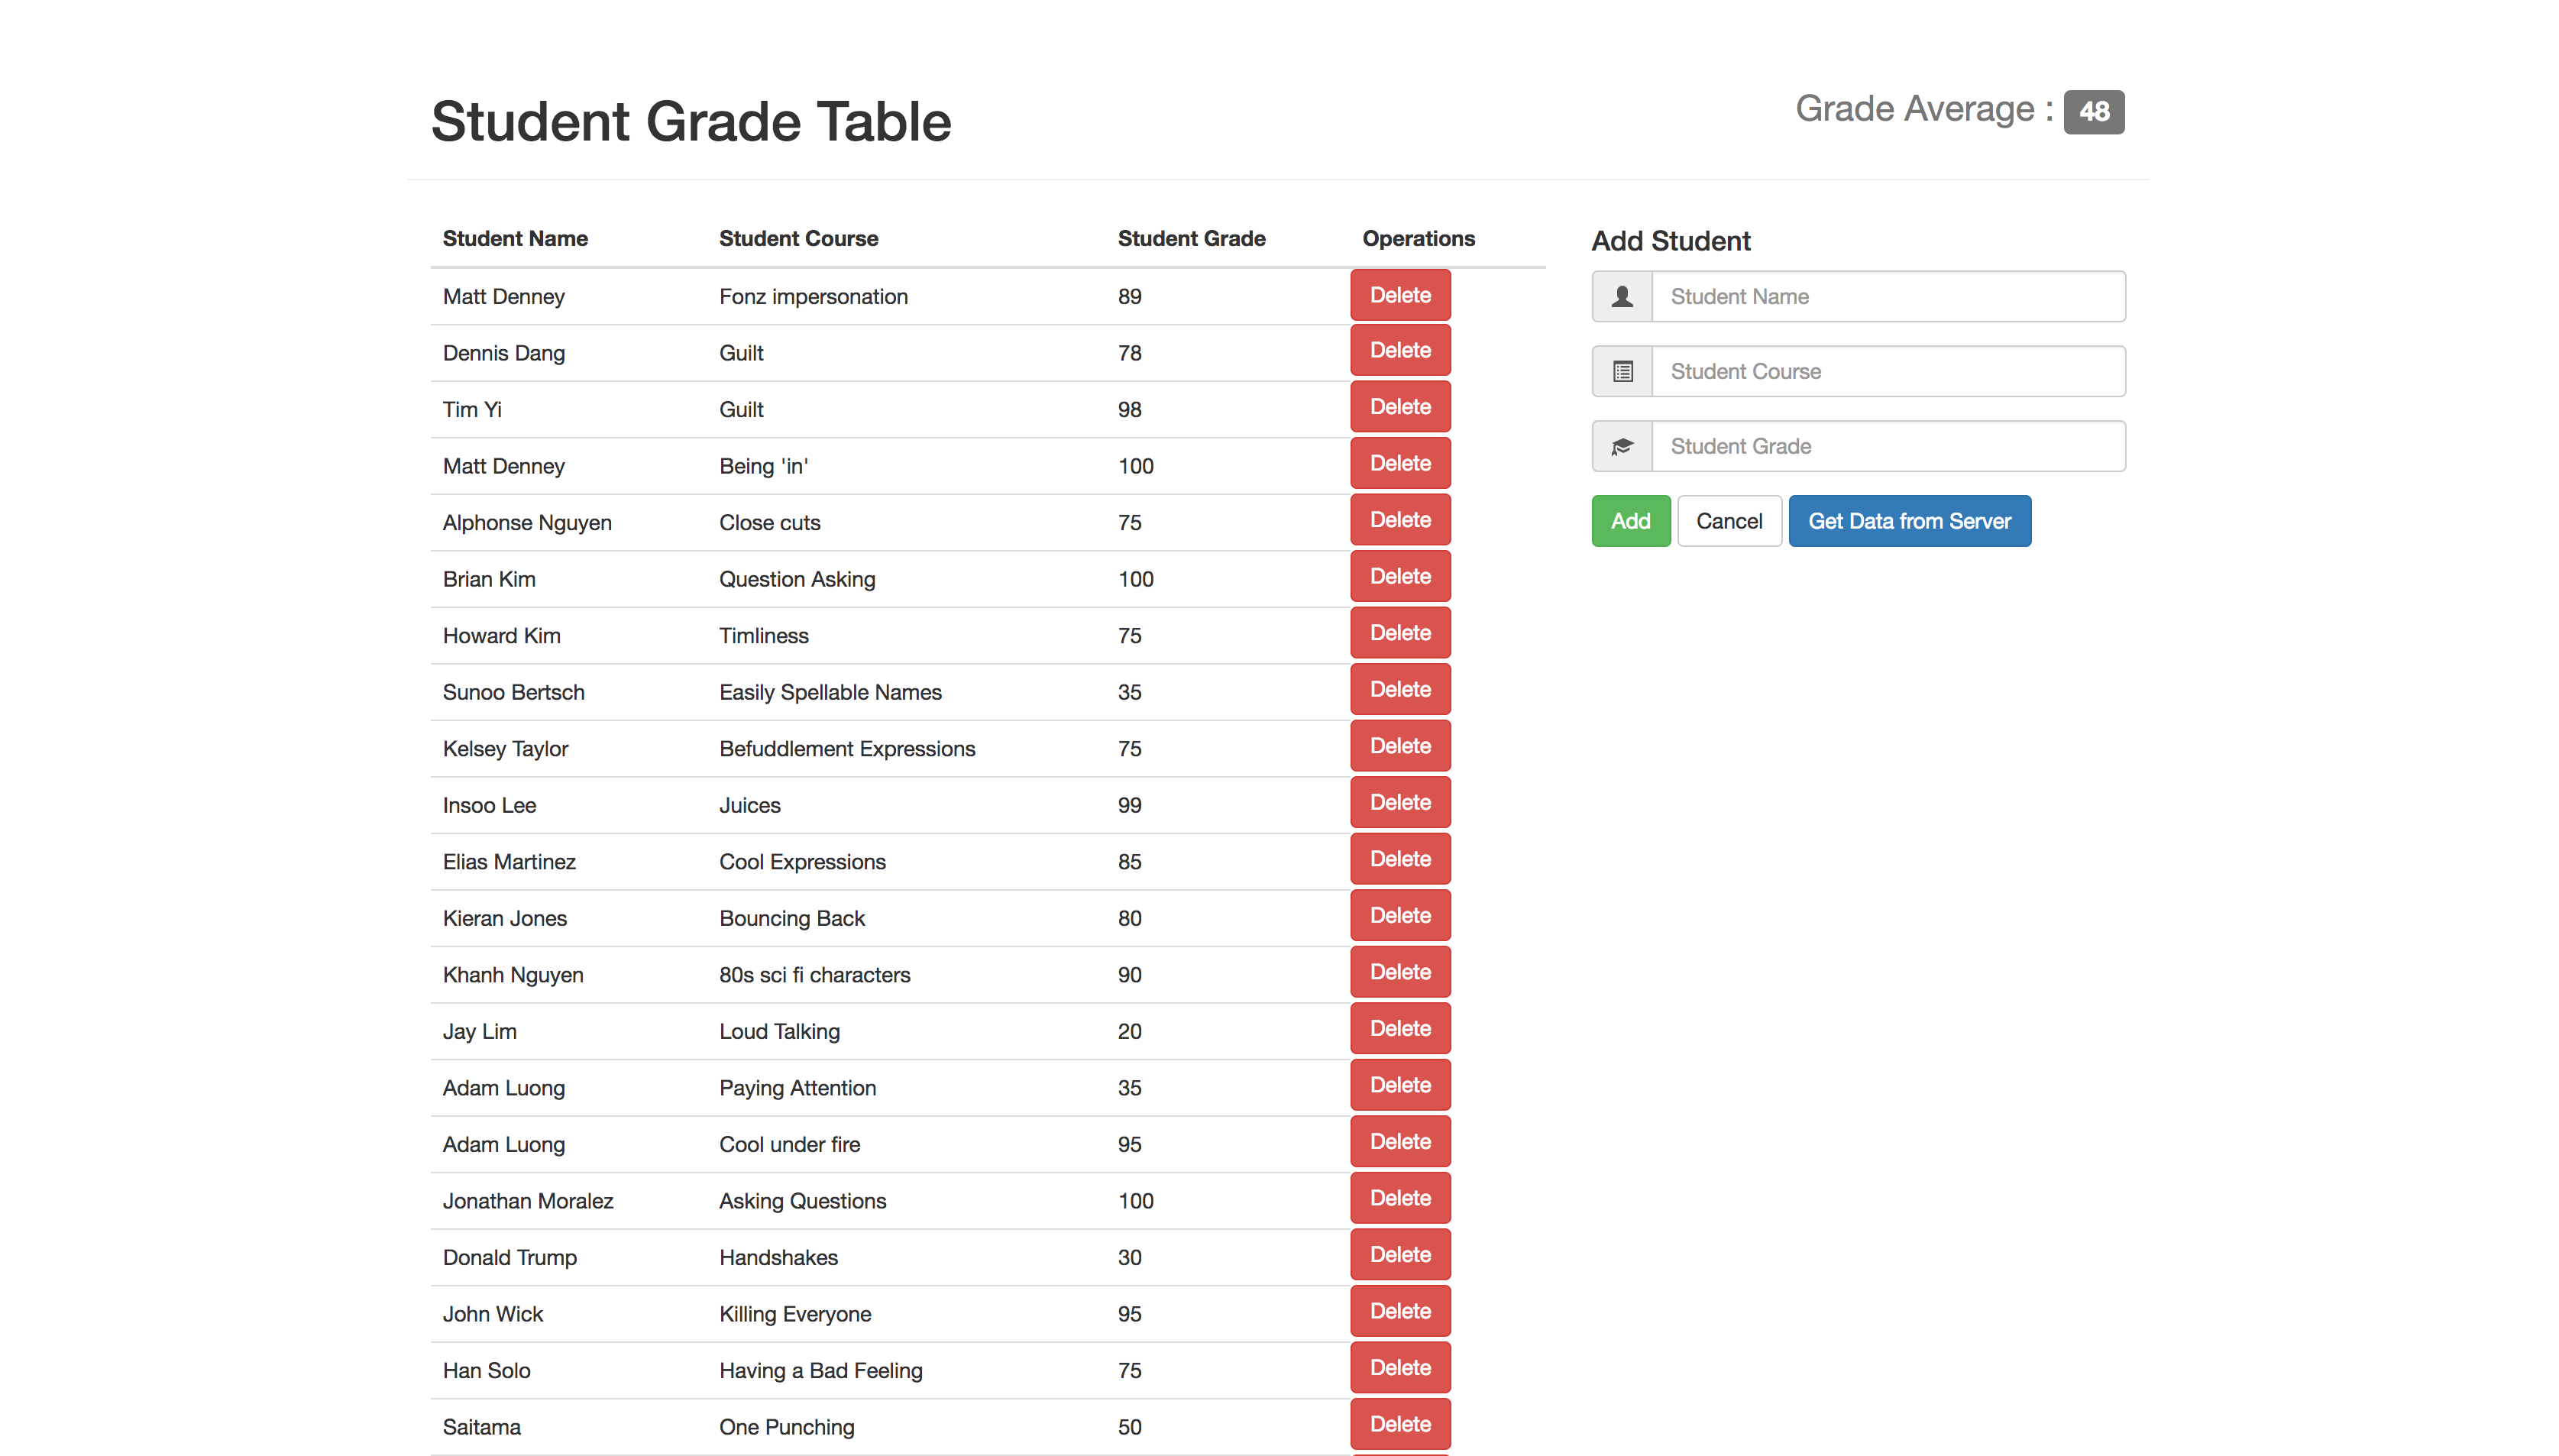 Student Grade Table
Grade Average : 48
Student Name Student Course Student Grade Operations
Matt Denney Fonz impersonation 89 Delete
Dennis Dang Guilt 78 Delete
Tim Yi Guilt 98 Delete
Matt Denney Being 'in' 100 Delete
Alphonse Nguyen Close cuts 75 Delete
Brian Kim Question Asking 100 Delete
Howard Kim Timliness 75 Delete
Sunoo Bertsch Easily Spellable Names 35 Delete
Kelsey Taylor Befuddlement Expressions 75 Delete
Insoo Lee Juices 99 Delete
Elias Martinez Cool Expressions 85 Delete
Kieran Jones Bouncing Back 80 Delete
Khanh Nguyen 80s sci fi characters 90 Delete
Jay Lim Loud Talking 20 Delete
Adam Luong Paying Attention 35 Delete
Adam Luong Cool under fire 95 Delete
Jonathan Moralez Asking Questions 100 Delete
Donald Trump Handshakes 30 Delete
John Wick Killing Everyone 95 Delete
Han Solo Having a Bad Feeling 75 Delete
Saitama One Punching 50 Delete
Add Student
Student Name
Student Course
Student Grade
Add Cancel Get Data from Server